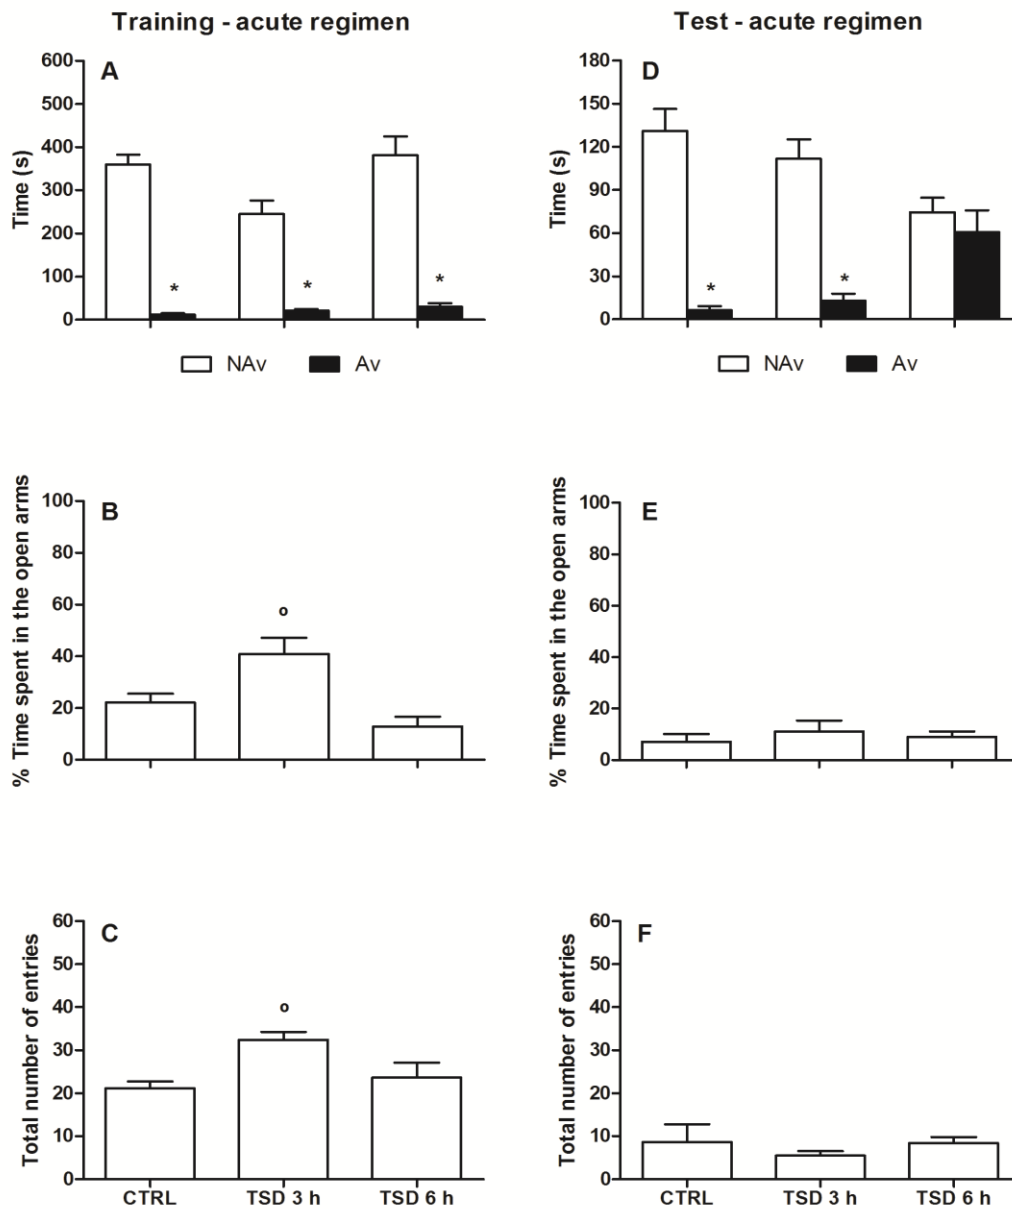 Training - acute regimen
A
Time (s)
600
500
400
300
200
100
0
*
*
*
NAv
Av
B
% Time spent in the open arms
100
80
60
40
20
0
o
C
Total number of entries
60
50
40
30
20
10
0
o
CTRL
TSD 3 h
TSD 6 h
Test - acute regimen
D
Time (s)
180
150
120
90
60
30
0
*
*
NAv
Av
E
% Time spent in the open arms
100
80
60
40
20
0
F
Total number of entries
60
50
40
30
20
10
0
CTRL
TSD 3 h
TSD 6 h